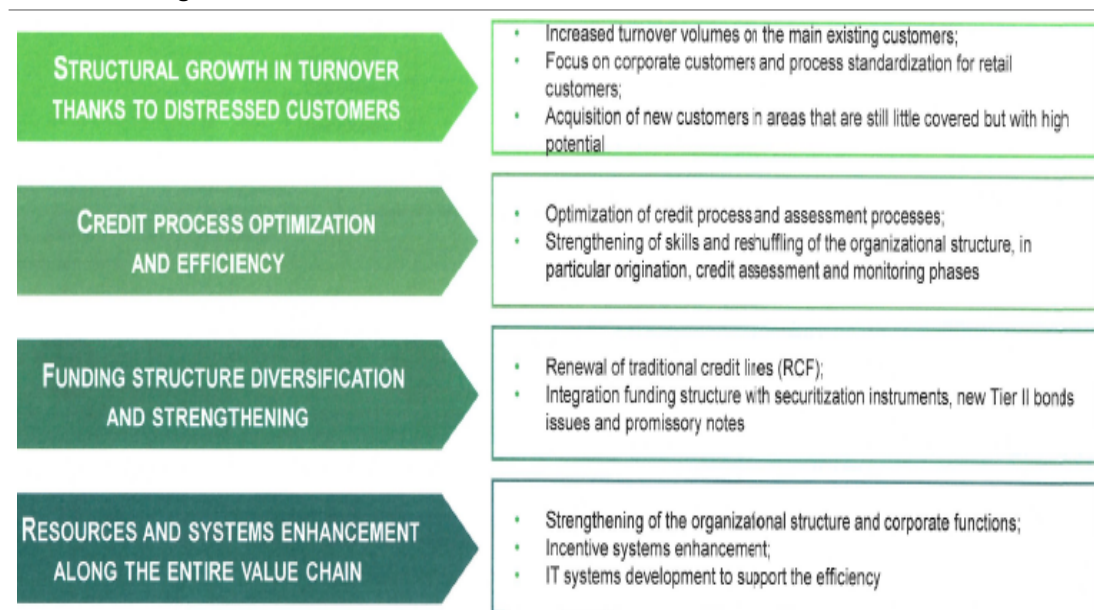 STRUCTURAL GROWTH IN TURNOVER
THANKS TO DISTRESSED CUSTOMERS
• Increased turnover volumes on the main existing customers;
• Focus on corporate customers and process standardization for retail
customers;
• Acquisition of new customers in areas that are still little covered but with high
potential
CREDIT PROCESS OPTIMIZATION
AND EFFICIENCY
• Optimization of credit process and assessment processes;
• Strengthening of skills and reshuffling of the organizational structure, in
particular origination, credit assessment and monitoring phases
FUNDING STRUCTURE DIVERSIFICATION
AND STRENGTHENING
• Renewal of traditional credit lines (RCF);
• Integration funding structure with securitization instruments, new Tier II bonds
issues and promissory notes
RESOURCES AND SYSTEMS ENHANCEMENT
ALONG THE ENTIRE VALUE CHAIN
• Strengthening of the organizational structure and corporate functions;
• Incentive systems enhancement;
• IT systems development to support the efficiency